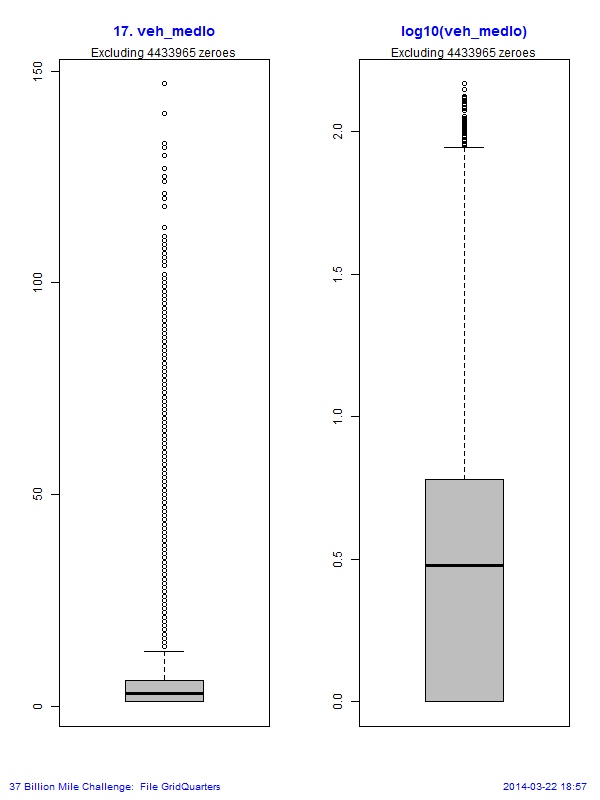 17. veh_medlo
Excluding 4433965 zeroes
0
50
100
150
log10(veh_medlo)
Excluding 4433965 zeroes
0.0
0.5
1.0
1.5
2.0
37 Billion Mile Challenge: File GridQuarters
2014-03-22 18:57